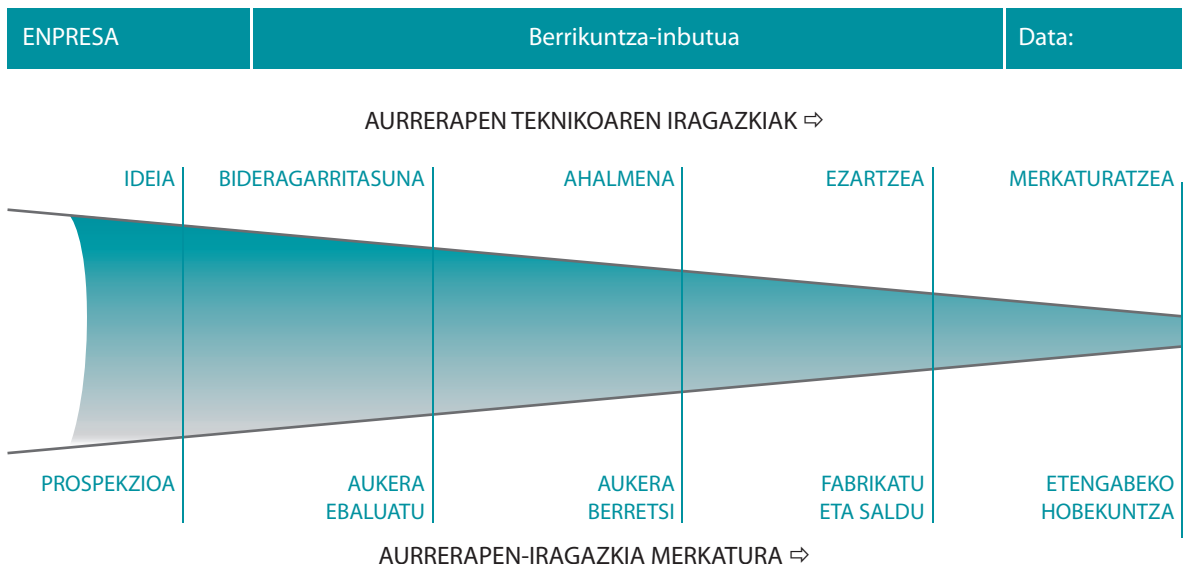 ENPRESA
Berrikuntza-inbutua
Data:
AURRERAPEN TEKNIKOAREN IRAGAZKIAK ⇨
IDEIA
BIDERAGARRITASUNA
AHALMENA
EZARTZEA
MERKATURATZEA
PROSPEKZIOA
AUKERA
EBALUATU
AUKERA
BERRETSI
FABRIKATU
ETA SALDU
ETENGABEKO
HOBEKUNTZA
AURRERAPEN-IRAGAZKIA MERKATURA ⇨